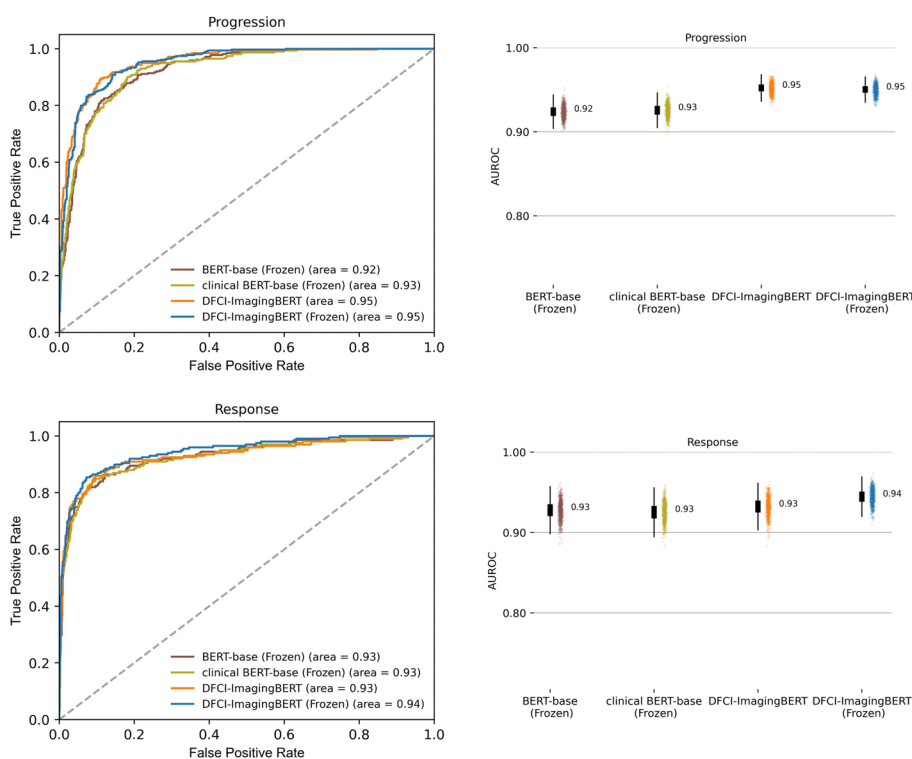 Progression
1.0
0.8
0.6
0.4
0.2
0.0
True Positive Rate
BERT-base (Frozen) (area = 0.92)
clinical BERT-base (Frozen) (area = 0.93)
DFCI-ImagingBERT (area = 0.95)
DFCI-ImagingBERT (Frozen) (area = 0.95)
0.0 0.2 0.4 0.6 0.8 1.0
False Positive Rate
Progression
1.00
0.90
0.80
AUROC
0.92
0.93
0.95
0.95
BERT-base (Frozen)
clinical BERT-base (Frozen)
DFCI-ImagingBERT
DFCI-ImagingBERT (Frozen)
Response
1.0
0.8
0.6
0.4
0.2
0.0
True Positive Rate
BERT-base (Frozen) (area = 0.93)
clinical BERT-base (Frozen) (area = 0.93)
DFCI-ImagingBERT (area = 0.93)
DFCI-ImagingBERT (Frozen) (area = 0.94)
0.0 0.2 0.4 0.6 0.8 1.0
False Positive Rate
Response
1.00
0.90
0.80
AUROC
0.93
0.93
0.93
0.94
BERT-base (Frozen)
clinical BERT-base (Frozen)
DFCI-ImagingBERT
DFCI-ImagingBERT (Frozen)